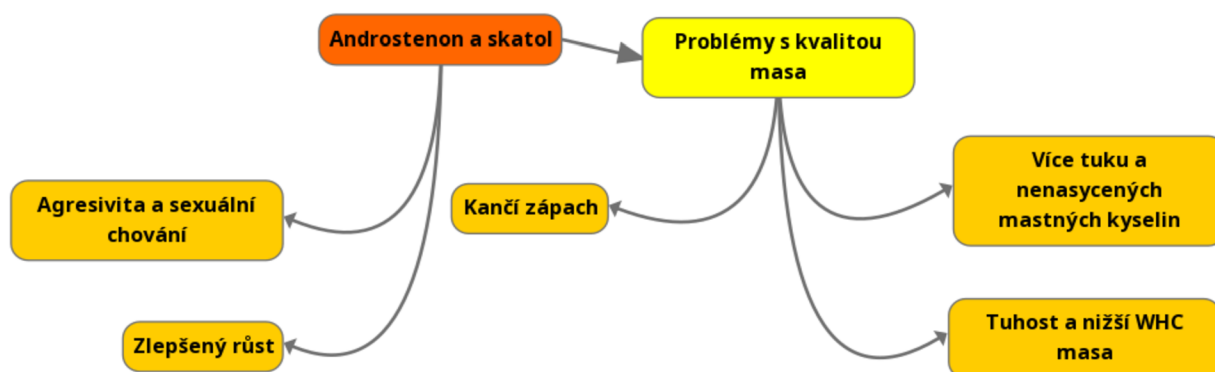 Androstenon a skatol
Problémy s kvalitou
masa
Agresivita a sexuální
chování
Kančí zápach
Více tuku a
nenasycených
mastných kyselin
Zlepšený růst
Tuhost a nižší WHC
masa